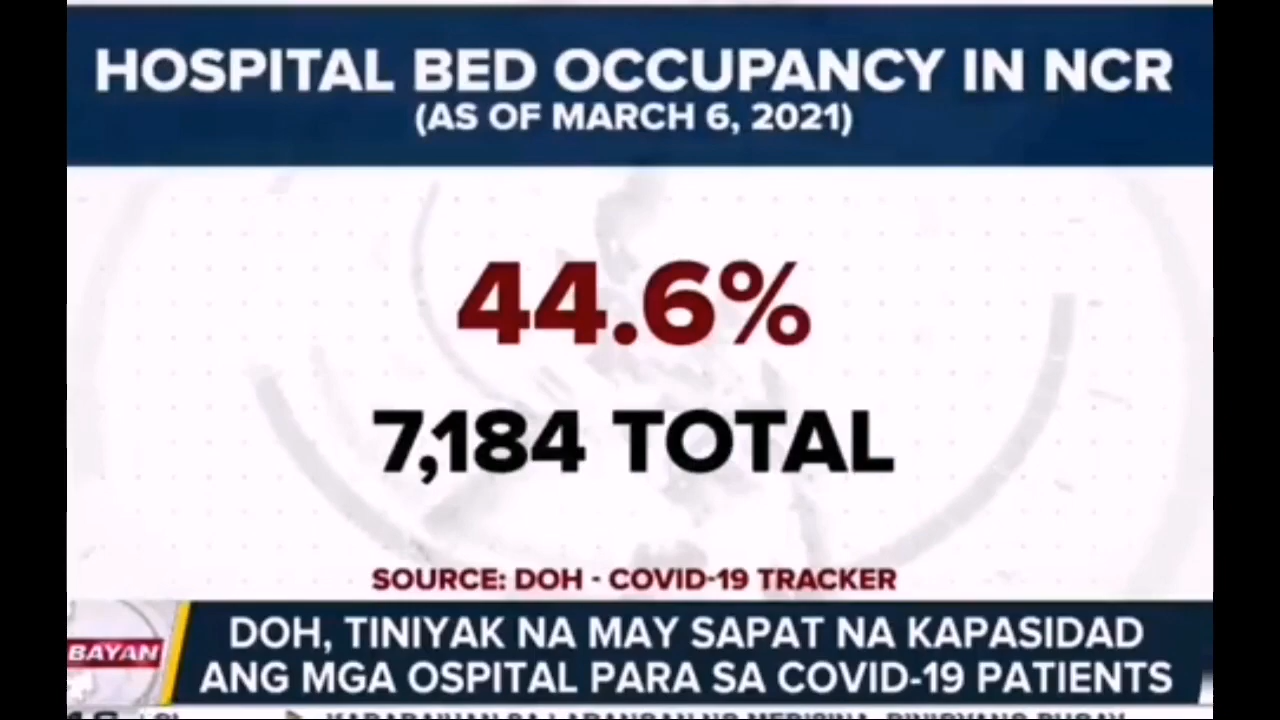 HOSPITAL BED OCCUPANCY IN NCR
(AS OF MARCH 6, 2021)
44.6%
7,184 TOTAL
SOURCE: DOH - COVID-19 TRACKER
BAYAN
DOH, TINIYAK NA MAY SAPAT NA KAPASIDAD
ANG MGA OSPITAL PARA SA COVID-19 PATIENTS